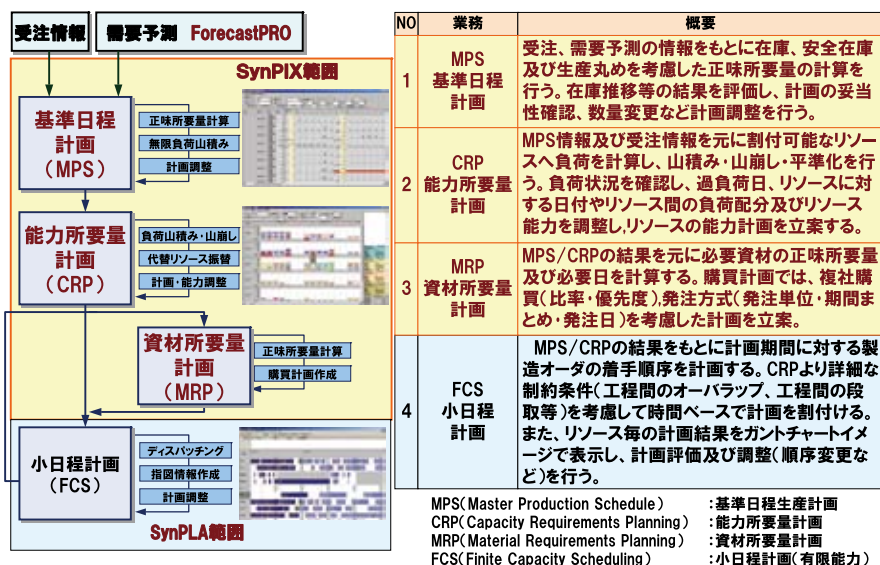 受注情報
需要予測 ForecastPRO
SynPIX範囲
基準日程
計画
（MPS）
正味所要量計算
無限負荷山積み
計画調整
能力所要量
計画
（CRP）
負荷山積み・山崩し
代替リソース振替
計画・能力調整
資材所要量
計画
（MRP）
正味所要量計算
購買計画作成
小日程計画
（FCS）
ディスパッチング
指図情報作成
計画調整
SynPLA範囲
NO 業務 概要
1
MPS
基準日程
計画
受注、需要予測の情報をもとに在庫、安全在庫
及び生産丸めを考慮した正味所要量の計算を
行う。在庫推移等の結果を評価し、計画の妥当
性確認、数量変更など計画調整を行う。
2
CRP
能力所要量
計画
MPS情報及び受注情報を元に割付可能なリソー
スへ負荷を計算し、山積み・山崩し・平準化を行
う。負荷状況を確認し、過負荷日、リソースに対
する日付やリソース間の負荷配分及びリソース
能力を調整し,リソースの能力計画を立案する。
3
MRP
資材所要量
計画
MPS/CRPの結果を元に必要資材の正味所要量
及び必要日を計算する。購買計画では、複社購
買（比率・優先度）,発注方式（発注単位・期間ま
とめ・発注日）を考慮した計画を立案。
4
FCS
小日程
計画
MPS/CRPの結果をもとに計画期間に対する製
造オーダの着手順序を計画する。CRPより詳細な
制約条件（工程間のオーバラップ、工程間の段
取等）を考慮して時間ベースで計画を割付ける。
また、リソース毎の計画結果をガントチャートイメ
ージで表示し、計画評価及び調整（順序変更な
ど）を行う。
MPS（Master Production Schedule） ：基準日程生産計画
CRP（Capacity Requirements Planning） ：能力所要量計画
MRP（Material Requirements Planning） ：資材所要量計画
FCS（Finite Capacity Scheduling） ：小日程計画（有限能力）